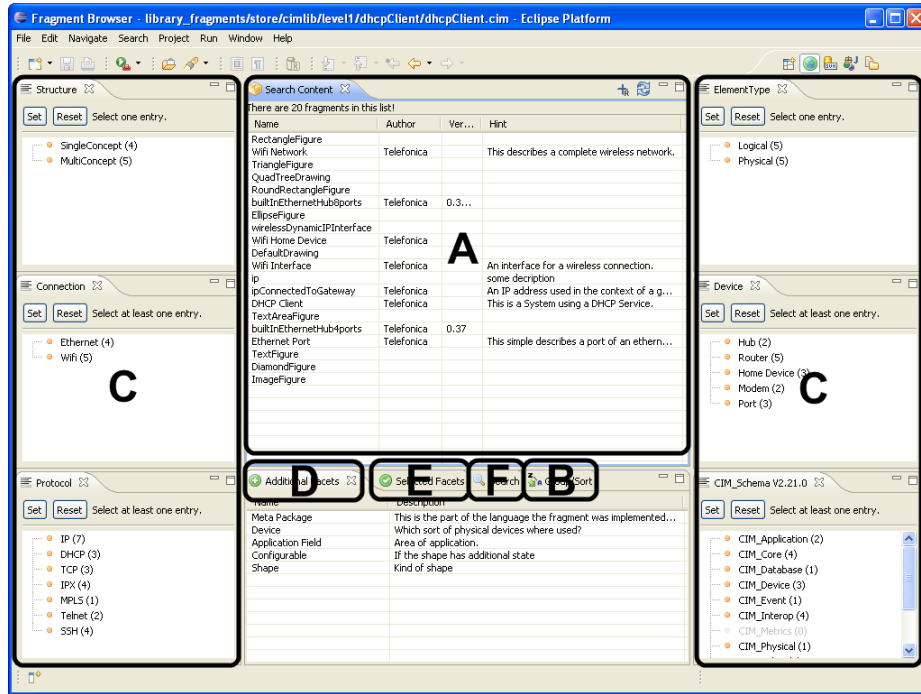 Fragment Browser - library_fragments/store/cimlib/level1/dhcpClient/dhcpClient.cim - Eclipse Platform
File Edit Navigate Search Project Run Window Help
Structure
Set Reset Select one entry.
SingleConcept (4)
MultiConcept (5)
Connection
Set Reset Select at least one entry.
Ethernet (4)
Wifi (5)
C
Protocol
Set Reset Select at least one entry.
IP (7)
DHCP (3)
TCP (3)
IPX (4)
MPLS (1)
Telnet (2)
SSH (4)
Search Content
There are 20 fragments in this list!
Name Author Ver... Hint
RectangleFigure
Wifi Network Telefonica This describes a complete wireless network.
TriangleFigure
QuadTreeDrawing
RoundRectangleFigure
builtInEthernetHub8ports Telefonica 0.3...
EllipseFigure
wirelessDynamicIPInterface
Wifi Home Device Telefonica
DefaultDrawing
Wifi Interface Telefonica An interface for a wireless connection.
ip some decription
ipConnectedToGateway Telefonica An IP address used in the context of a g...
DHCP Client Telefonica This is a System using a DHCP Service.
TextAreaFigure
builtInEthernetHub4ports Telefonica 0.37
Ethernet Port Telefonica This simple describes a port of an ethern...
TextFigure
DiamondFigure
ImageFigure
A
Additional Facets Selected Facets Search Group/Sort
D E F B
Name Description
Meta Package This is the part of the language the fragment was implemented...
Device Which sort of physical devices where used?
Application Field Area of application.
Configurable If the shape has additional state
Shape Kind of shape
ElementType
Set Reset Select one entry.
Logical (5)
Physical (5)
Device
Set Reset Select at least one entry.
Hub (2)
Router (5)
Home Device (3)
Modem (2)
Port (3)
C
CIM_Schema V2.21.0
Set Reset Select at least one entry.
CIM_Application (2)
CIM_Core (4)
CIM_Database (1)
CIM_Device (3)
CIM_Event (1)
CIM_Interop (4)
CIM_Metrics (0)
CIM_Physical (1)